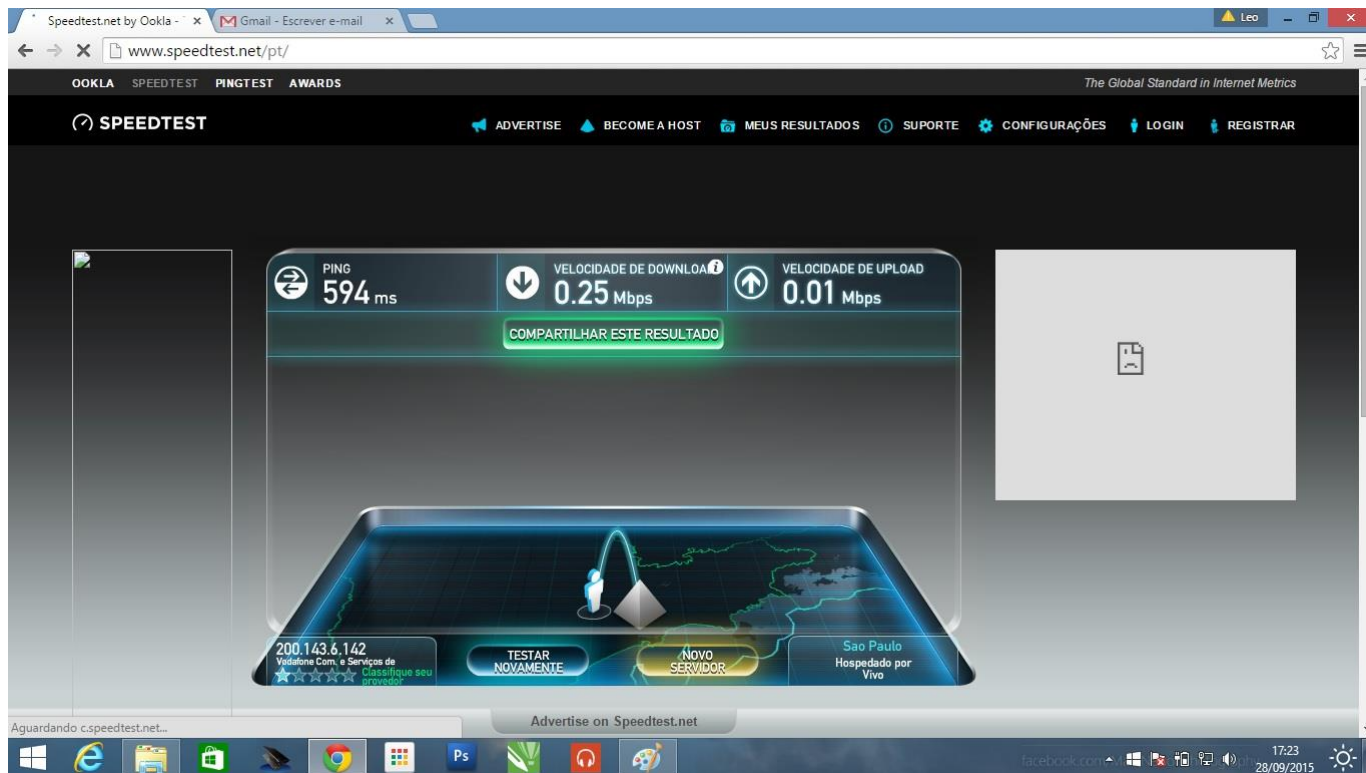 Speedtest.net by Ookla -
Gmail - Escrever e-mail
Leo
www.speedtest.net/pt/
OOKLA SPEEDTEST PINGTEST AWARDS
The Global Standard in Internet Metrics
SPEEDTEST
ADVERTISE BECOME A HOST MEUS RESULTADOS SUPORTE CONFIGURAÇÕES LOGIN REGISTRAR
PING
594 ms
VELOCIDADE DE DOWNLOA
0.25 Mbps
VELOCIDADE DE UPLOAD
0.01 Mbps
COMPARTILHAR ESTE RESULTADO
200.143.6.142
Vodafone Com. e Serviços de
Classifique seu
provedor
TESTAR
NOVAMENTE
NOVO
SERVIDOR
Sao Paulo
Hospedado por
Vivo
Aguardando c.speedtest.net...
Advertise on Speedtest.net
Ps
17:23
28/09/2015